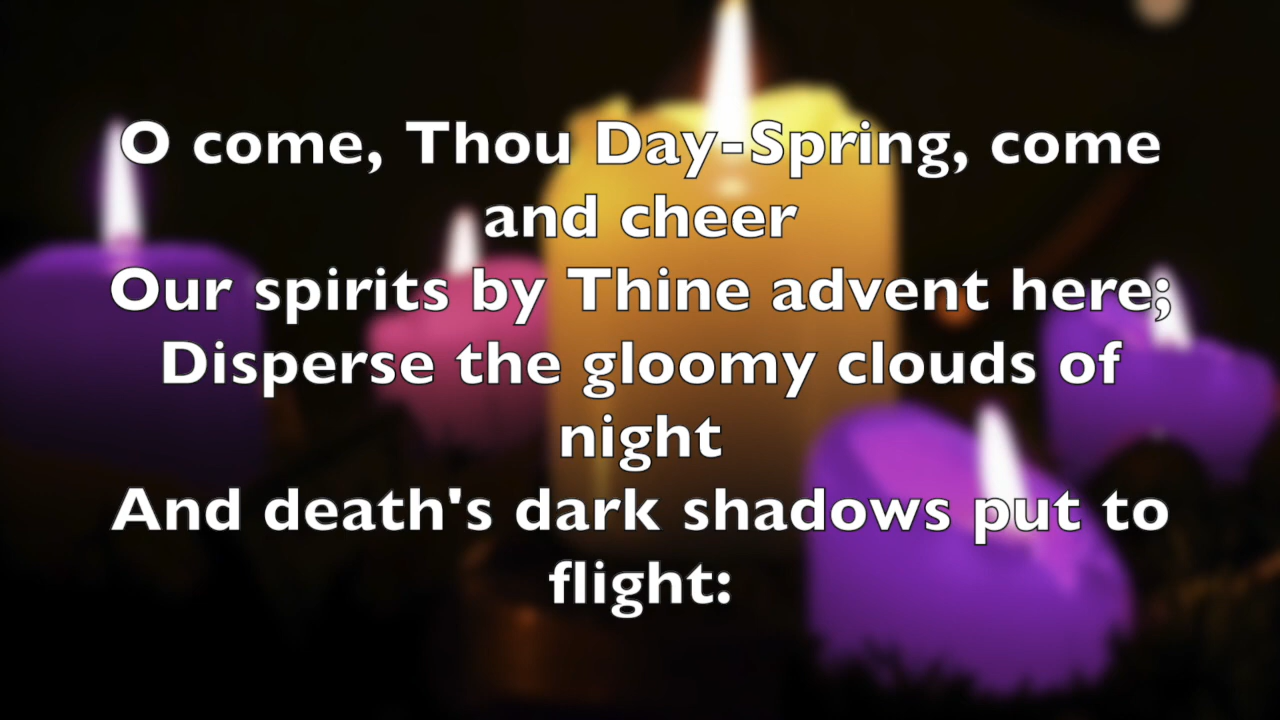 O come, Thou Day-Spring, come
and cheer
Our spirits by Thine advent here;
Disperse the gloomy clouds of
night
And death's dark shadows put to
flight: